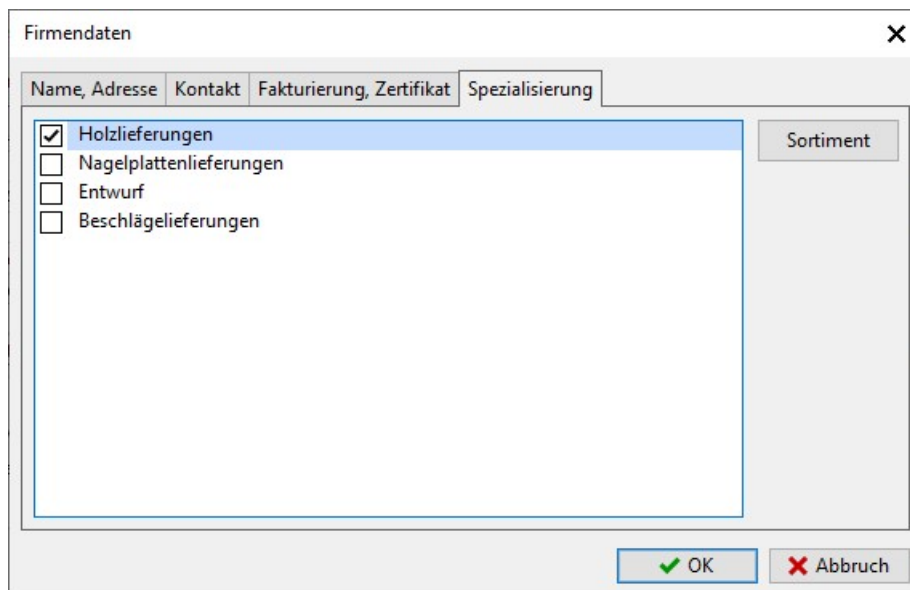 Firmendaten
Name, Adresse Kontakt Fakturierung, Zertifikat Spezialisierung
Holzlieferungen
Sortiment
Nagelplattenlieferungen
Entwurf
Beschlägelieferungen
OK Abbruch